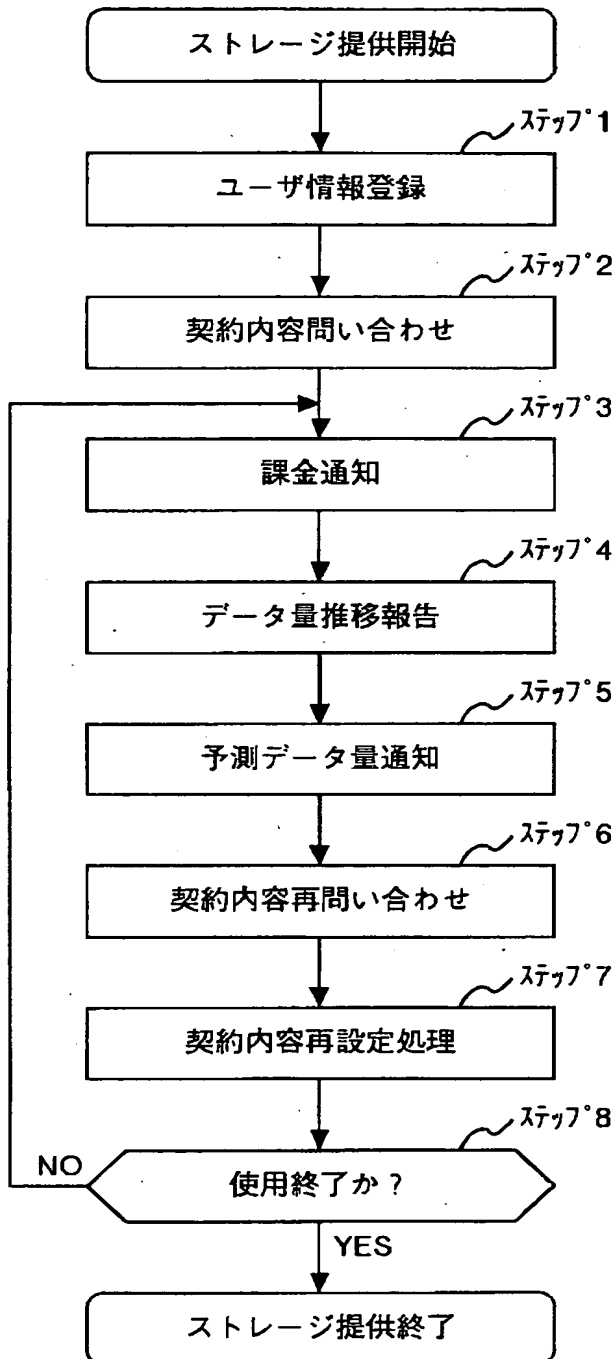 ストレージ提供開始
ステップ1
ユーザ情報登録
ステップ2
契約内容問い合わせ
ステップ3
課金通知
ステップ4
データ量推移報告
ステップ5
予測データ量通知
ステップ6
契約内容再問い合わせ
ステップ7
契約内容再設定処理
ステップ8
NO
使用終了か?
YES
ストレージ提供終了